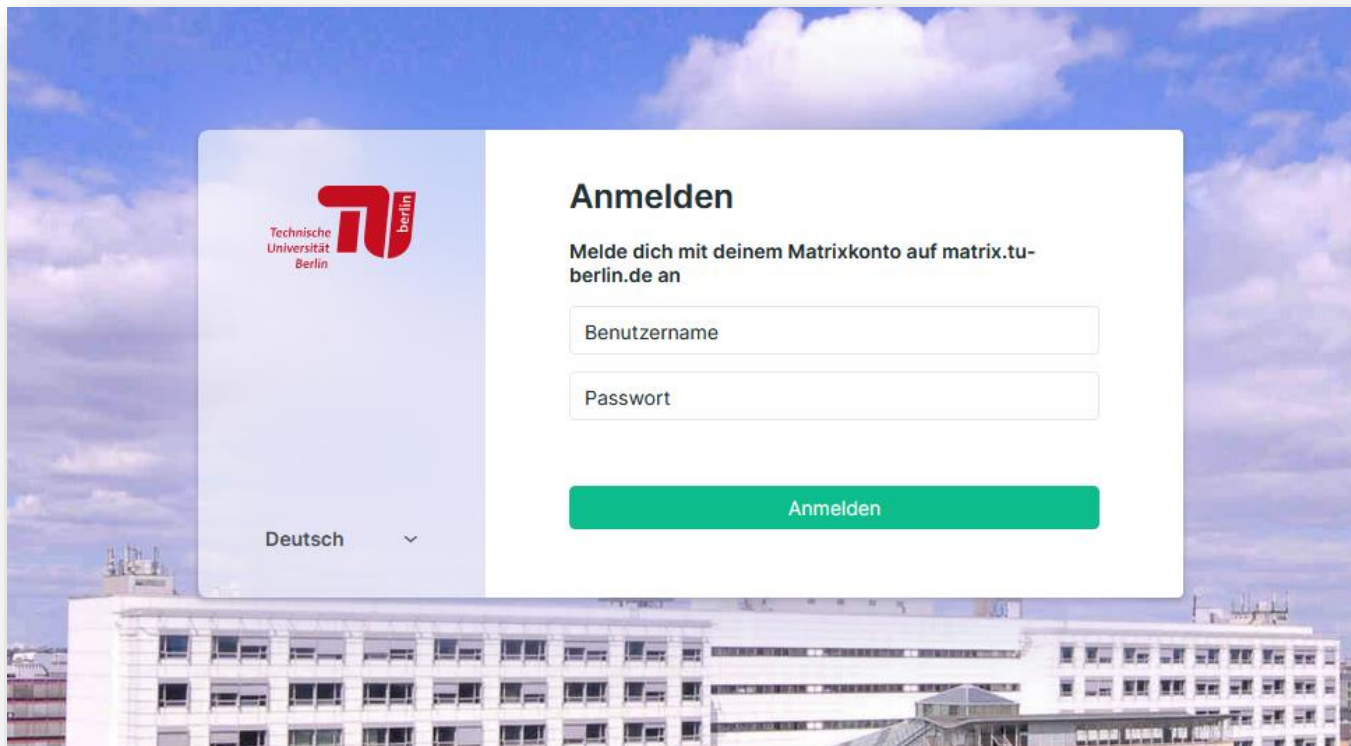 Technische
Universität
Berlin
berlin
Anmelden
Melde dich mit deinem Matrixkonto auf matrix.tu-
berlin.de an
Benutzername
Passwort
Anmelden
Deutsch